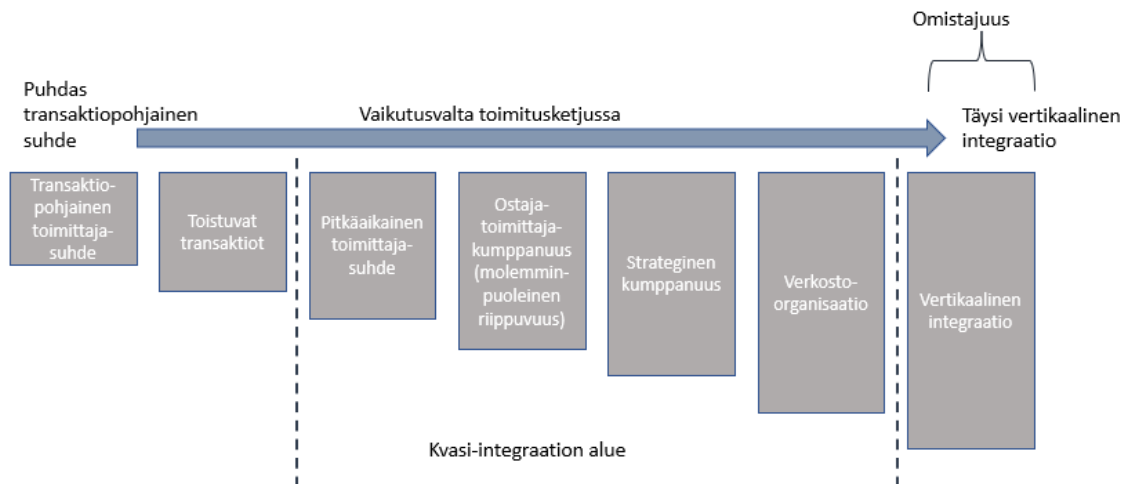 Omistajuus
Puhdas
transaktiopohjainen
suhde
Vaikutusvalta toimitusketjussa
Täysi vertikaalinen
integraatio
Transaktio-
pohjainen
toimittaja-
suhde
Toistuvat
transaktiot
Pitkäaikainen
toimittaja-
suhde
Ostaja-
toimittaja-
kumppanuus
(molemmin-
puoleinen
riippuvuus)
Strateginen
kumppanuus
Verkosto-
organisaatio
Vertikaalinen
integraatio
Kvasi-integraation alue